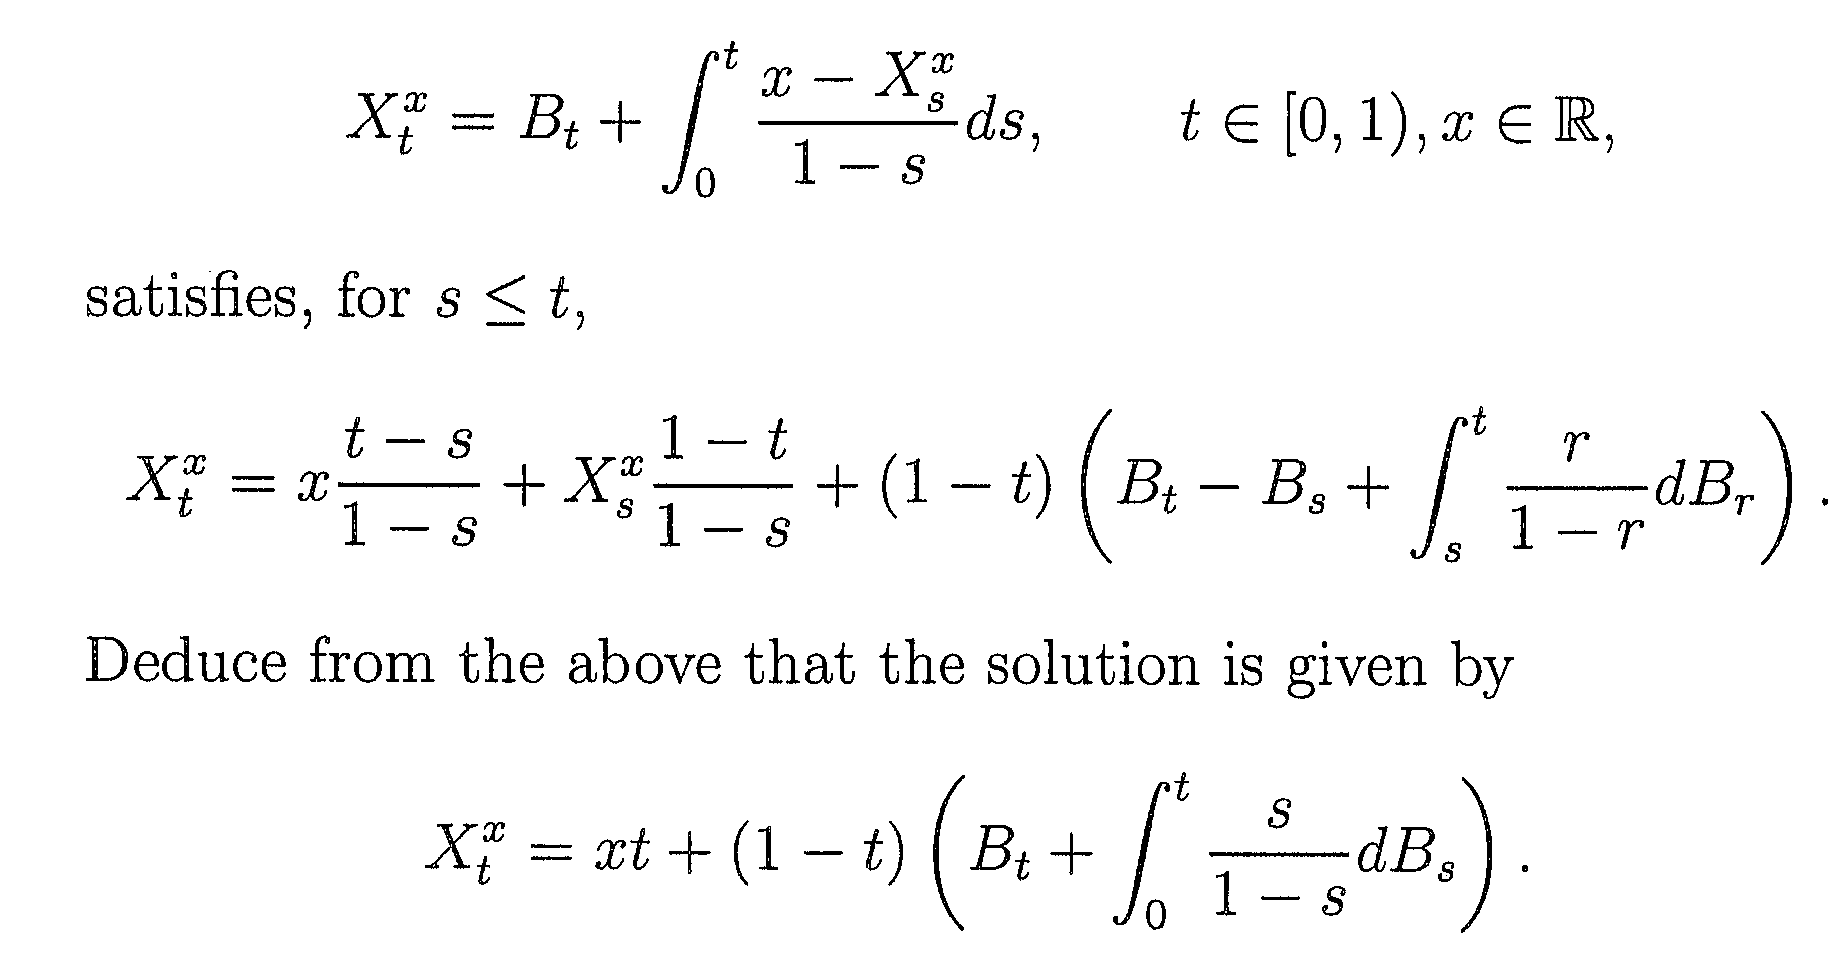 $$X_t^x = B_t + \int_0^t \frac{x - X_s^x}{1 - s} ds, \qquad t \in [0, 1), x \in \mathbb{R},$$
satisfies, for $s \leq t$,
$$X_t^x = x \frac{t - s}{1 - s} + X_s^x \frac{1 - t}{1 - s} + (1 - t) \left( B_t - B_s + \int_s^t \frac{r}{1 - r} dB_r \right).$$
Deduce from the above that the solution is given by
$$X_t^x = xt + (1 - t) \left( B_t + \int_0^t \frac{s}{1 - s} dB_s \right).$$